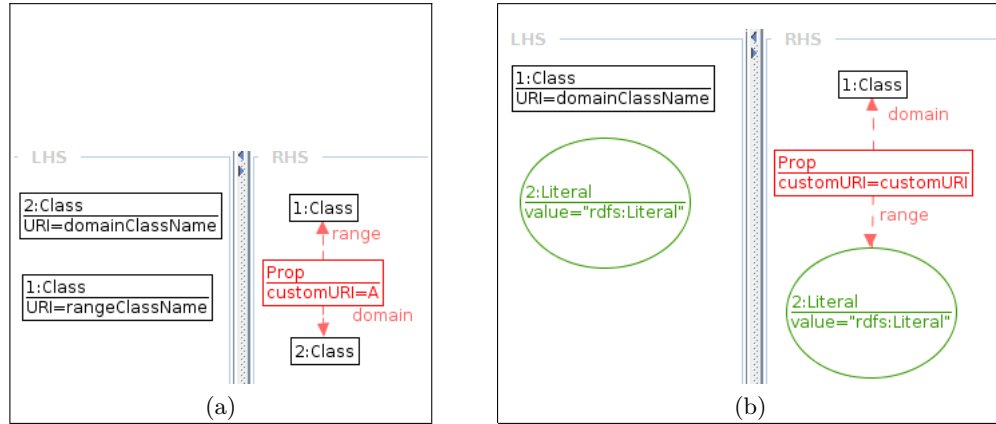 LHS
RHS
2:Class
URI=domainClassName
1:Class
URI=rangeClassName
1:Class
range
Prop
customURI=A
domain
2:Class
(a)
LHS
RHS
1:Class
URI=domainClassName
2:Literal
value="rdfs:Literal"
1:Class
domain
Prop
customURI=customURI
range
2:Literal
value="rdfs:Literal"
(b)